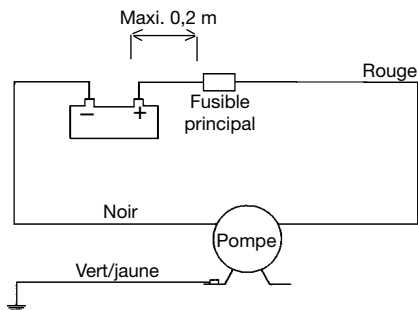 Maxi. 0,2 m
Rouge
Fusible
principal
− +
Noir
Pompe
Vert/jaune